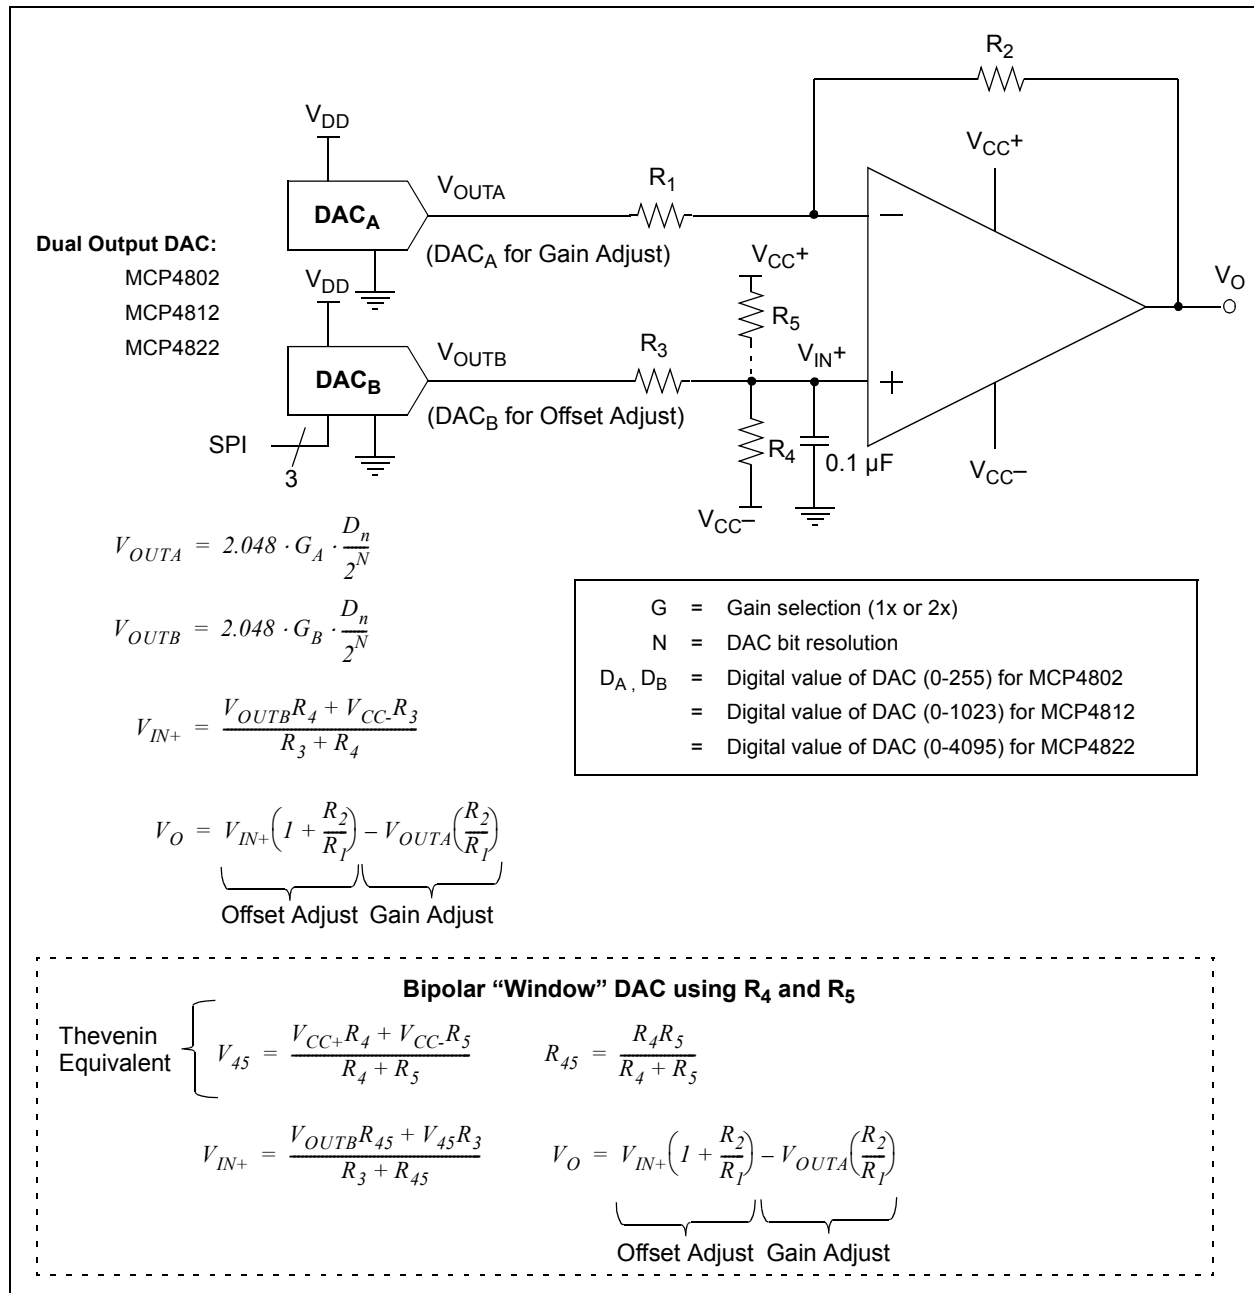 R2
VDD
VCC+
DACA
VOUTA
R1
−
(DACA for Gain Adjust)
Dual Output DAC:
MCP4802
MCP4812
MCP4822
VDD
VCC+
R5
VO
DACB
VOUTB
R3
VIN+
+
(DACB for Offset Adjust)
SPI
3
R4
0.1 µF
VCC–
VCC–
VOUTA = 2.048 · GA · Dn/2^N
VOUTB = 2.048 · GB · Dn/2^N
G = Gain selection (1x or 2x)
N = DAC bit resolution
DA , DB = Digital value of DAC (0-255) for MCP4802
= Digital value of DAC (0-1023) for MCP4812
= Digital value of DAC (0-4095) for MCP4822
VIN+ = (VOUTBR4 + VCC-R3)/(R3 + R4)
VO = VIN+(1 + R2/R1) – VOUTA(R2/R1)
Offset Adjust Gain Adjust
Bipolar “Window” DAC using R4 and R5
Thevenin
Equivalent
V45 = (VCC+R4 + VCC-R5)/(R4 + R5)
R45 = R4R5/(R4 + R5)
VIN+ = (VOUTBR45 + V45R3)/(R3 + R45)
VO = VIN+(1 + R2/R1) – VOUTA(R2/R1)
Offset Adjust Gain Adjust